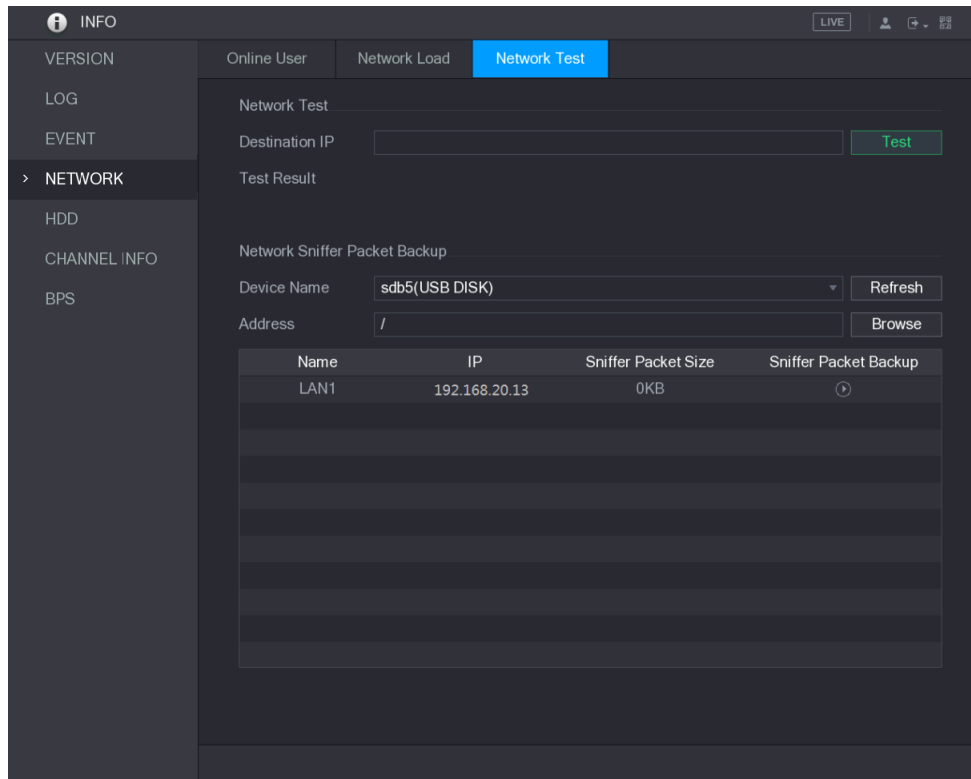 INFO
LIVE
VERSION
LOG
EVENT
NETWORK
HDD
CHANNEL INFO
BPS
Online User Network Load Network Test
Network Test
Destination IP Test
Test Result
Network Sniffer Packet Backup
Device Name sdb5(USB DISK) Refresh
Address / Browse
Name IP Sniffer Packet Size Sniffer Packet Backup
LAN1 192.168.20.13 0KB